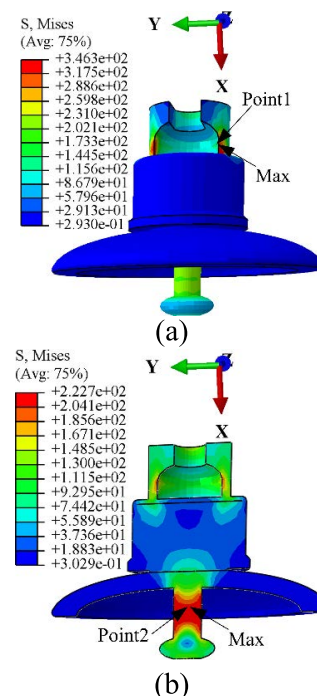 Y
Z
X
S, Mises
(Avg: 75%)
+3.463e+02
+3.175e+02
+2.886e+02
+2.598e+02
+2.310e+02
+2.021e+02
+1.733e+02
+1.445e+02
+1.156e+02
+8.679e+01
+5.796e+01
+2.913e+01
+2.930e-01
Point1
Max
(a)
S, Mises
(Avg: 75%)
Y
Z
X
+2.227e+02
+2.041e+02
+1.856e+02
+1.671e+02
+1.485e+02
+1.300e+02
+1.115e+02
+9.295e+01
+7.442e+01
+5.589e+01
+3.736e+01
+1.883e+01
+3.029e-01
Point2
Max
(b)